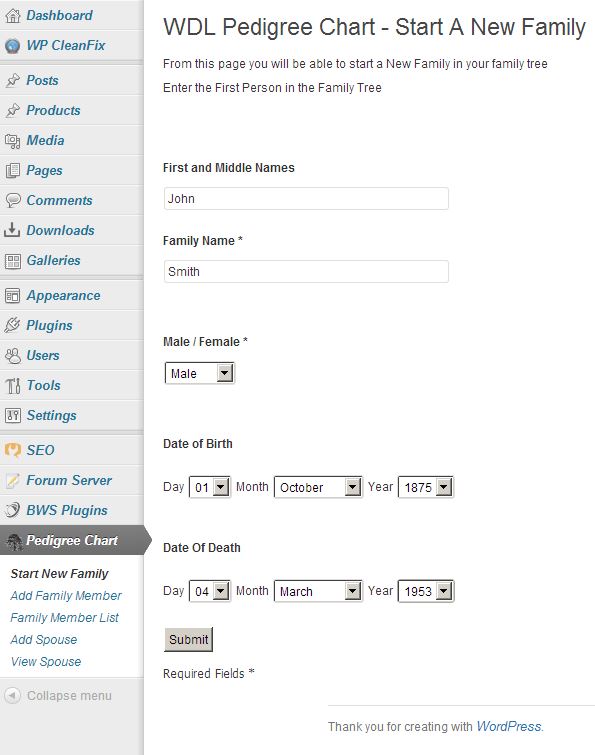 Dashboard
WP CleanFix
Posts
Products
Media
Pages
Comments
Downloads
Galleries
Appearance
Plugins
Users
Tools
Settings
SEO
Forum Server
BWS Plugins
Pedigree Chart
Start New Family
Add Family Member
Family Member List
Add Spouse
View Spouse
Collapse menu
WDL Pedigree Chart - Start A New Family
From this page you will be able to start a New Family in your family tree
Enter the First Person in the Family Tree
First and Middle Names
John
Family Name *
Smith
Male / Female *
Male
Date of Birth
Day 01 Month October Year 1875
Date Of Death
Day 04 Month March Year 1953
Submit
Required Fields *
Thank you for creating with WordPress.